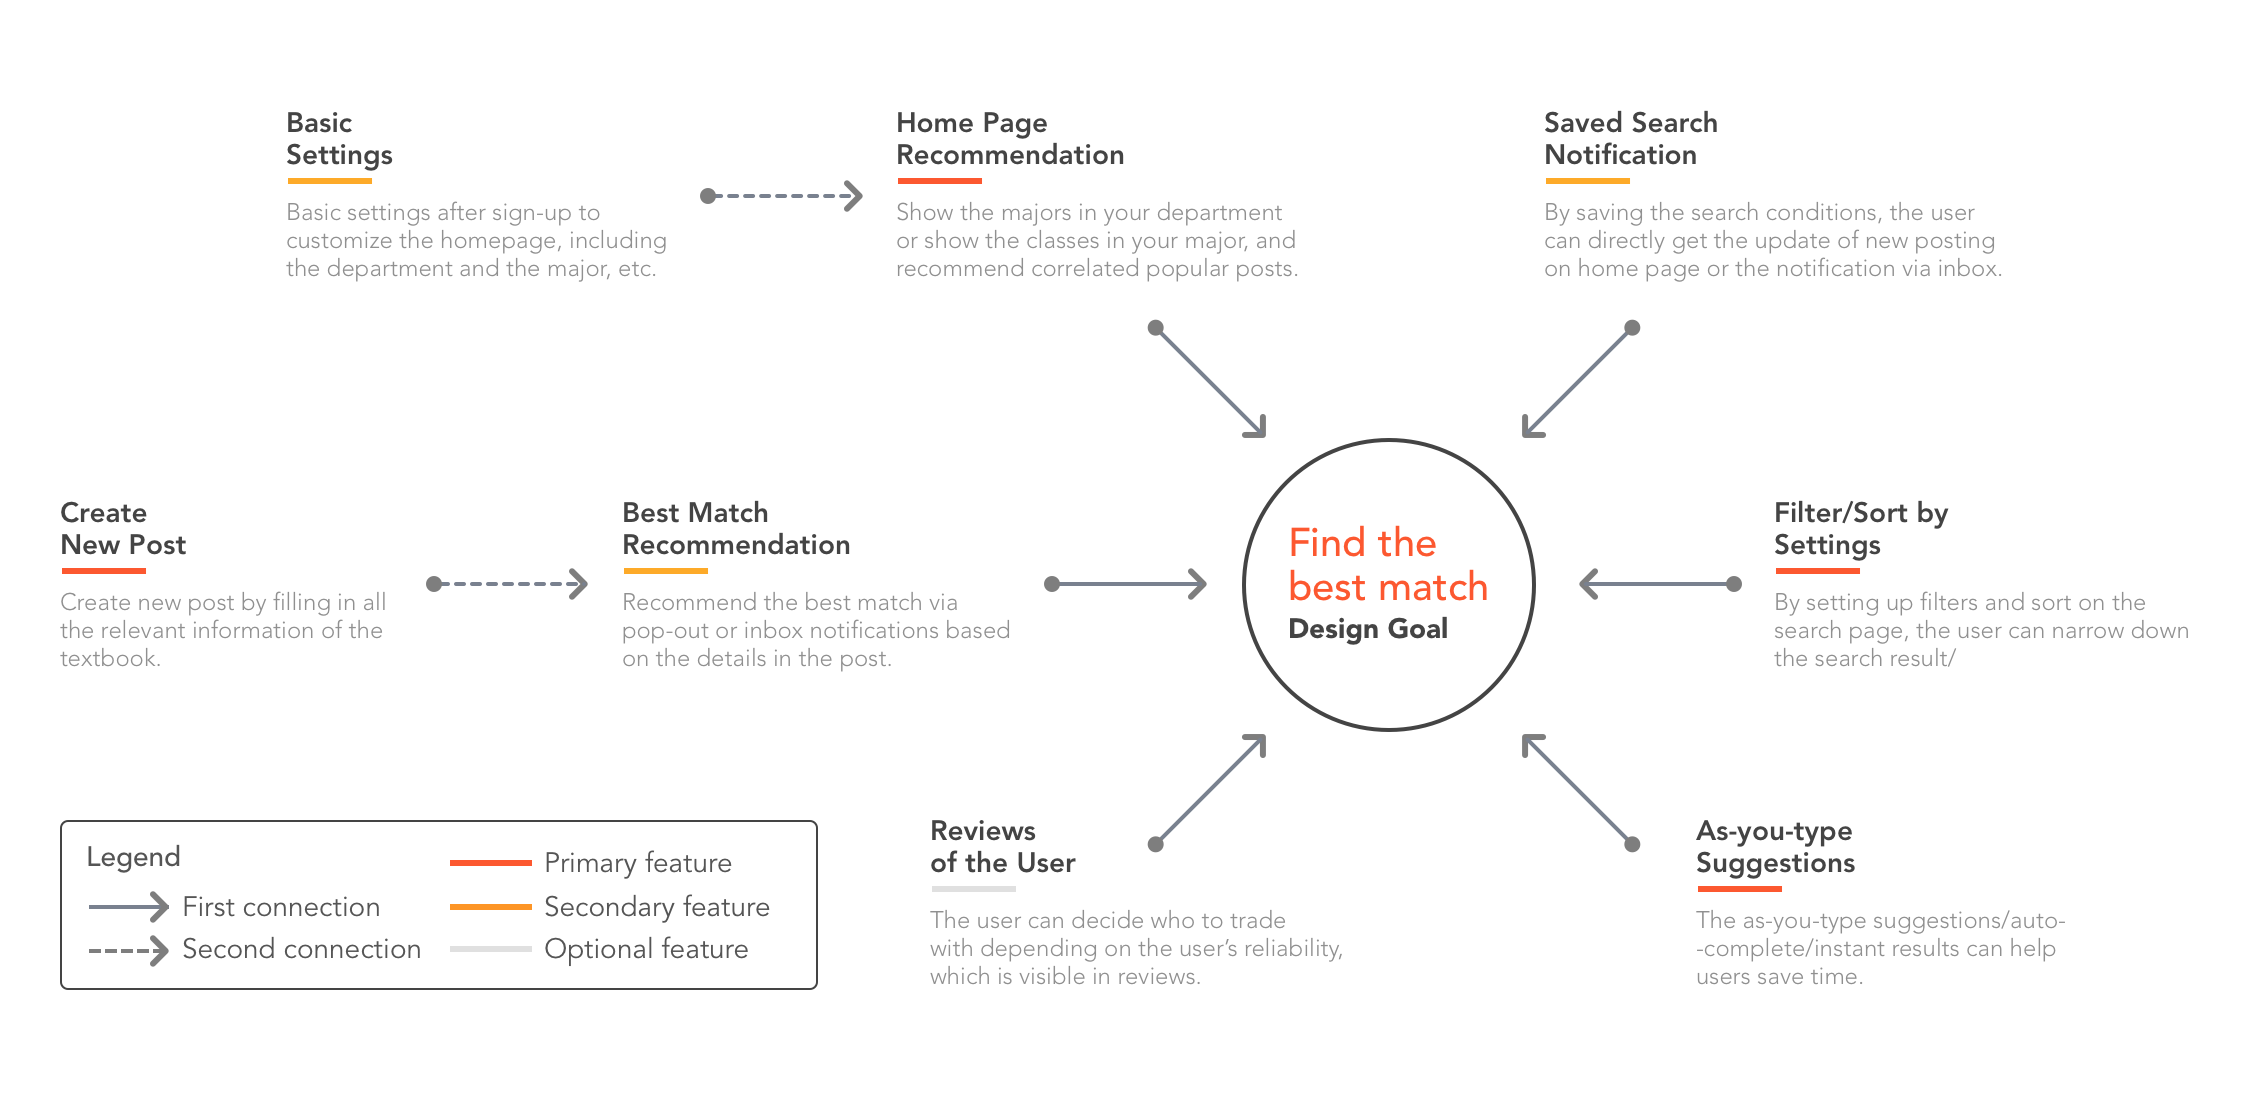 Basic
Settings
Basic settings after sign-up to
customize the homepage, including
the department and the major, etc.
Home Page
Recommendation
Show the majors in your department
or show the classes in your major, and
recommend correlated popular posts.
Saved Search
Notification
By saving the search conditions, the user
can directly get the update of new posting
on home page or the notification via inbox.
Create
New Post
Create new post by filling in all
the relevant information of the
textbook.
Best Match
Recommendation
Recommend the best match via
pop-out or inbox notifications based
on the details in the post.
Find the
best match
Design Goal
Filter/Sort by
Settings
By setting up filters and sort on the
search page, the user can narrow down
the search result/
Legend
First connection
Second connection
Primary feature
Secondary feature
Optional feature
Reviews
of the User
The user can decide who to trade
with depending on the user’s reliability,
which is visible in reviews.
As-you-type
Suggestions
The as-you-type suggestions/auto-
-complete/instant results can help
users save time.